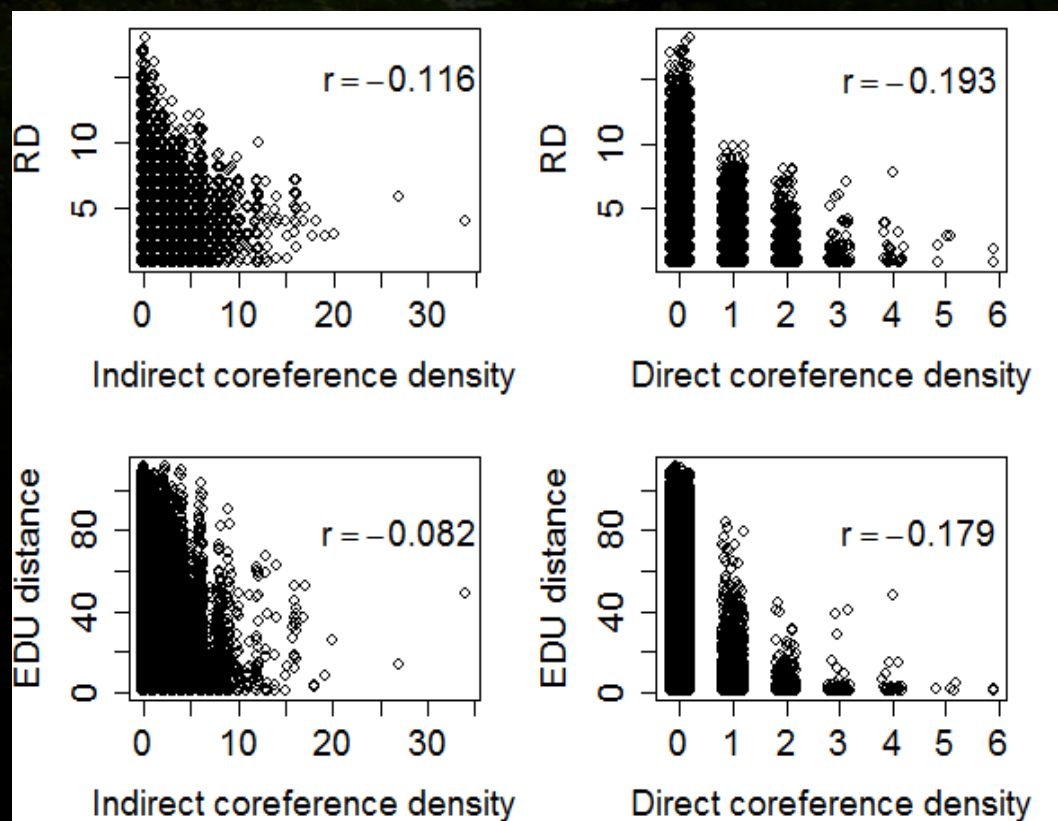 RD
5
10
r = −0.116
0
10
20
30
Indirect coreference density
RD
5
10
r = −0.193
0
1
2
3
4
5
6
Direct coreference density
EDU distance
0
40
80
r = −0.082
0
10
20
30
Indirect coreference density
EDU distance
0
40
80
r = −0.179
0
1
2
3
4
5
6
Direct coreference density